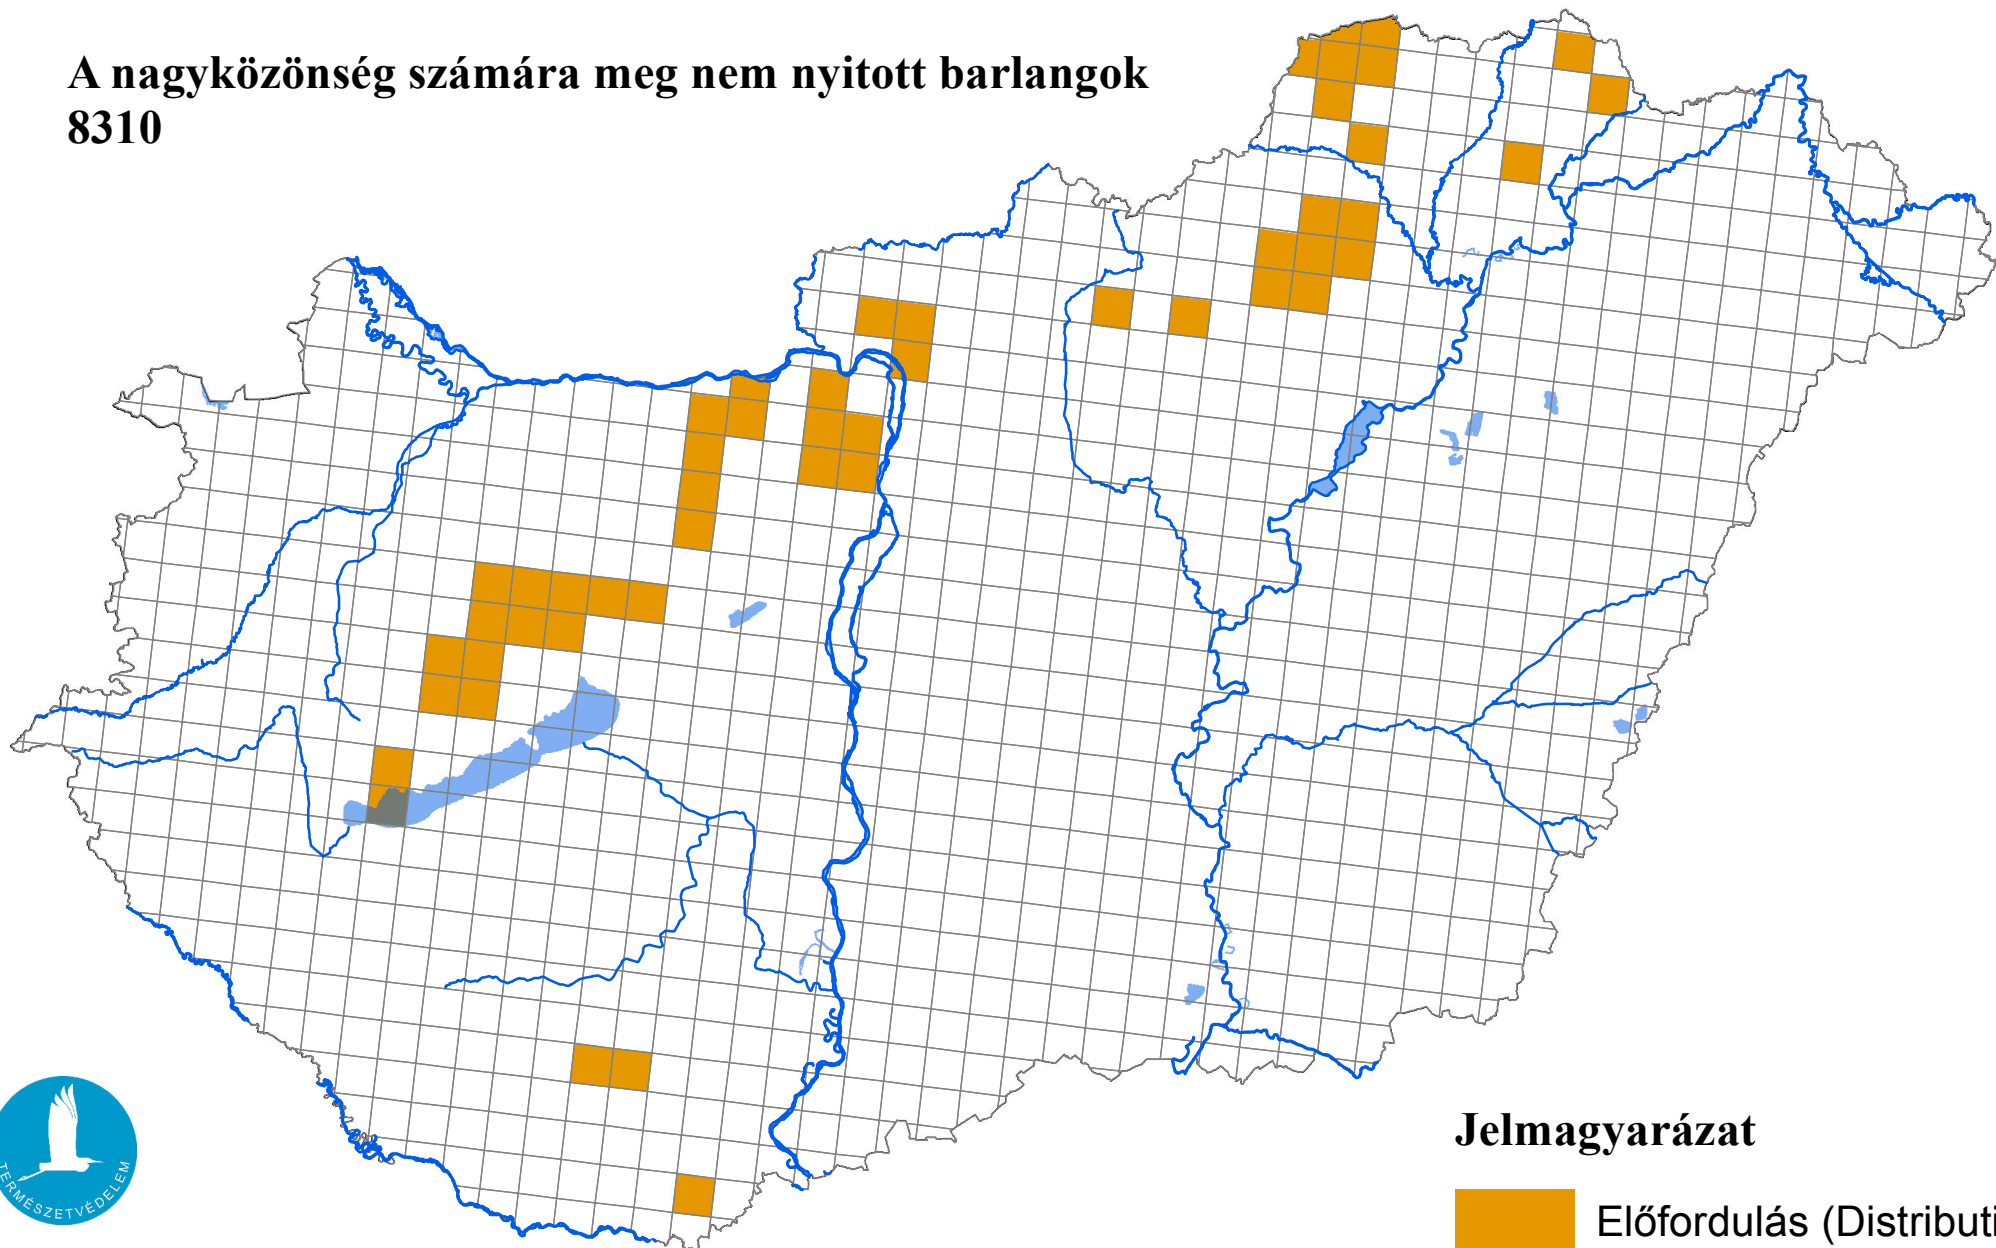 A nagyközönség számára meg nem nyitott barlangok
8310
Jelmagyarázat
Előfordulás (Distributi
TERMÉSZETVÉDELEM